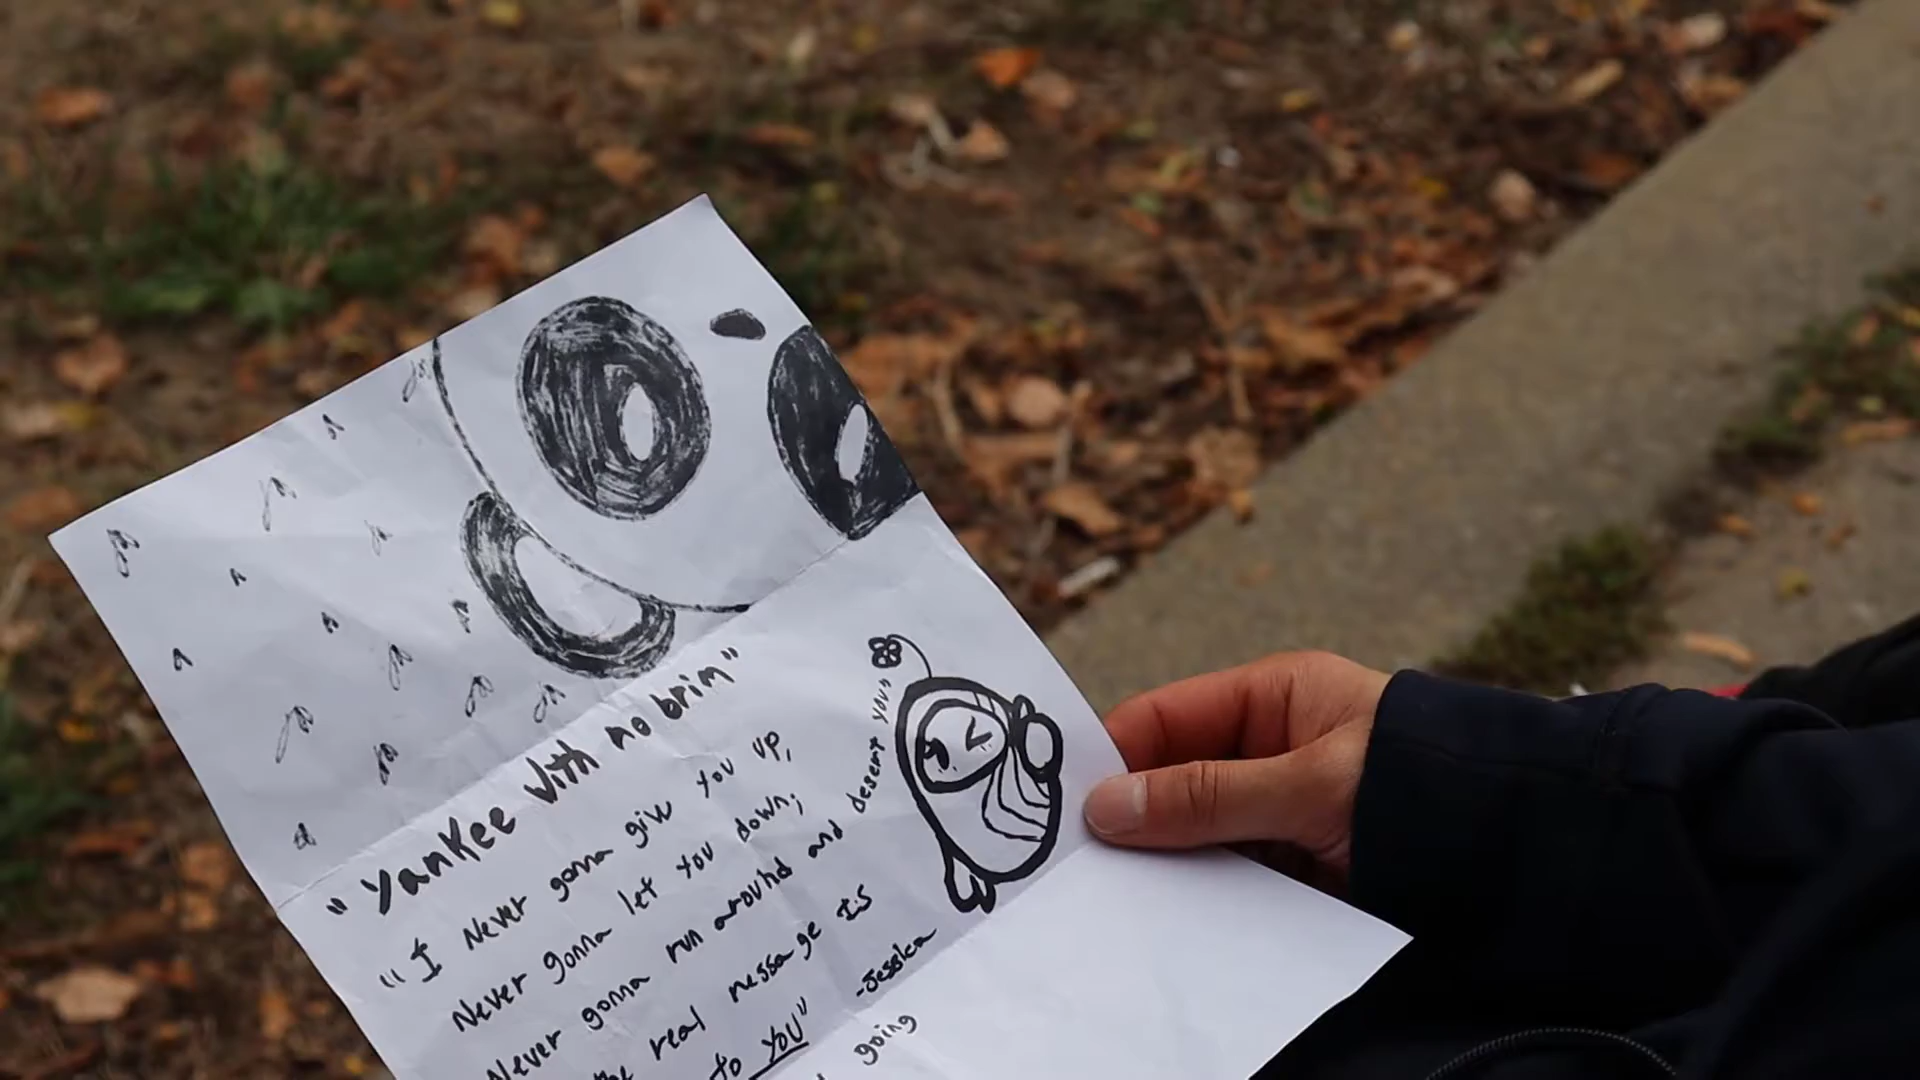 "Yankee With no brim"
"I Never gonna give you up,
Never gonna let you down;
Never gonna run around and desert you"
the real message is
to YOU"
-Jessica
going